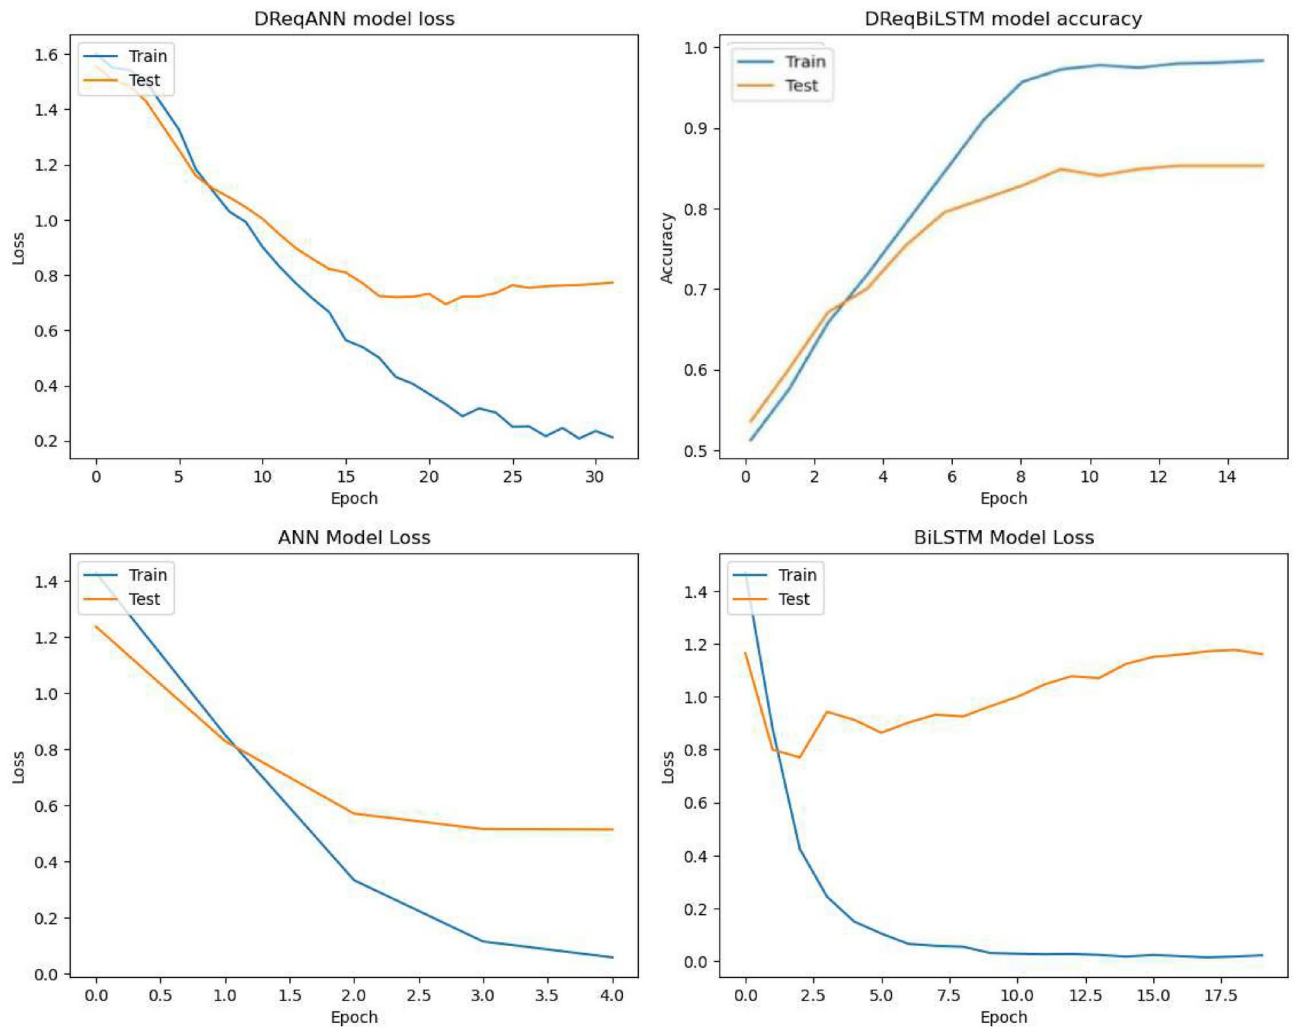 DReqANN model loss
Train
Test
1.6
1.4
1.2
1.0
0.8
0.6
0.4
0.2
Loss
0 5 10 15 20 25 30
Epoch
DReqBiLSTM model accuracy
Train
Test
1.0
0.9
0.8
0.7
0.6
0.5
Accuracy
0 2 4 6 8 10 12 14
Epoch
ANN Model Loss
Train
Test
1.4
1.2
1.0
0.8
0.6
0.4
0.2
0.0
Loss
0.0 0.5 1.0 1.5 2.0 2.5 3.0 3.5 4.0
Epoch
BiLSTM Model Loss
Train
Test
1.4
1.2
1.0
0.8
0.6
0.4
0.2
0.0
Loss
0.0 2.5 5.0 7.5 10.0 12.5 15.0 17.5
Epoch